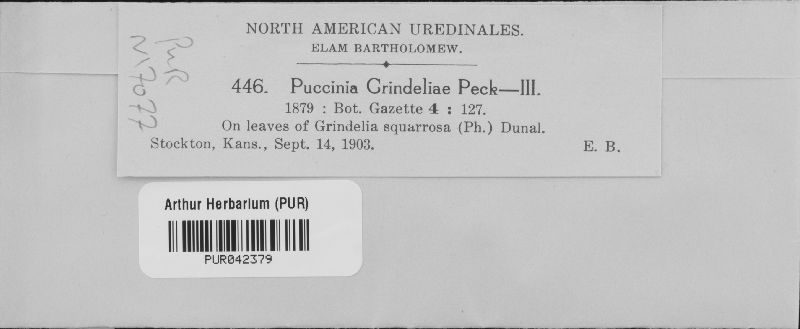 NORTH AMERICAN UREDINALES.
ELAM BARTHOLOMEW.
446. Puccinia Grindeliae Peck—III.
1879 : Bot. Gazette 4 : 127.
On leaves of Grindelia squarrosa (Ph.) Dunal.
Stockton, Kans., Sept. 14, 1903. E. B.
PUR
N17077
Arthur Herbarium (PUR)
PUR042379